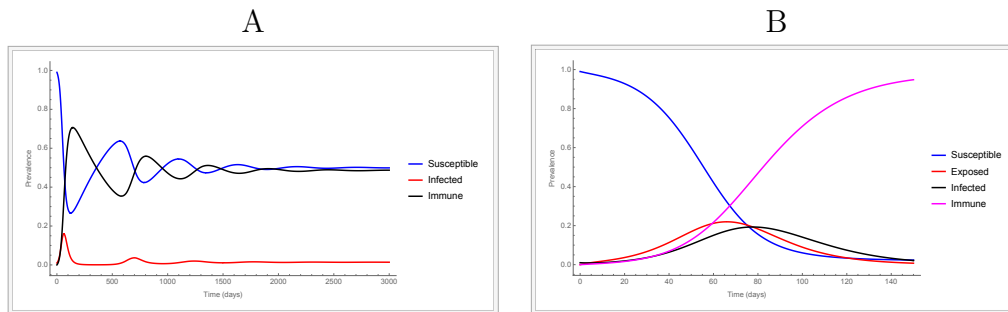 A
B
1.0
0.8
0.6
0.4
0.2
0.0
Prevalence
0
500
1000
1500
2000
2500
3000
Time (days)
Susceptible
Infected
Immune
1.0
0.8
0.6
0.4
0.2
0.0
Prevalence
0
20
40
60
80
100
120
140
Time (days)
Susceptible
Exposed
Infected
Immune